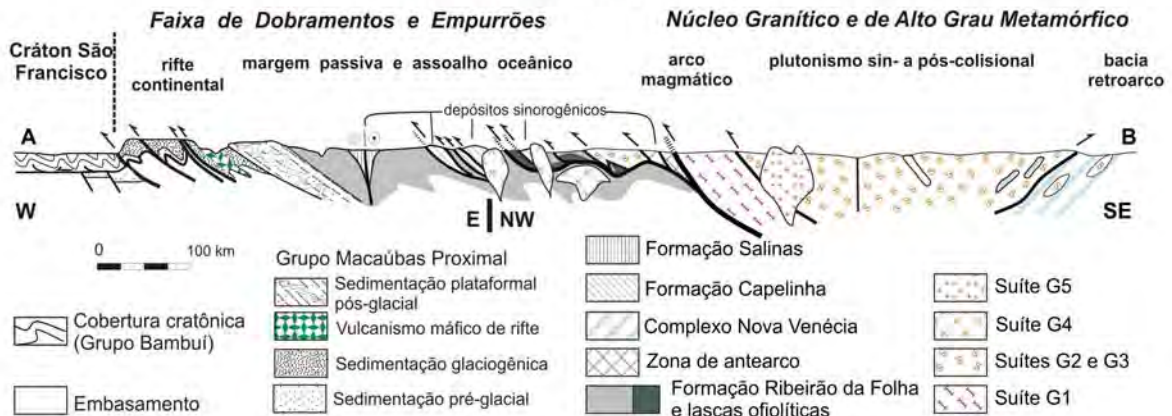 Faixa de Dobramentos e Empurrões
Núcleo Granítico e de Alto Grau Metamórfico
Cráton São
Francisco
rifte
continental
margem passiva e assoalho oceânico
arco
magmático
plutonismo sin- a pós-colisional
bacia
retroarco
depósitos sinorogênicos
A
B
W
E
NW
SE
0
100 km
Cobertura cratônica
(Grupo Bambuí)
Embasamento
Grupo Macaúbas Proximal
Sedimentação plataformal
pós-glacial
Vulcanismo máfico de rifte
Sedimentação glaciogênica
Sedimentação pré-glacial
Formação Salinas
Formação Capelinha
Complexo Nova Venécia
Zona de antearco
Formação Ribeirão da Folha
e lascas ofiolíticas
Suíte G5
Suíte G4
Suítes G2 e G3
Suíte G1